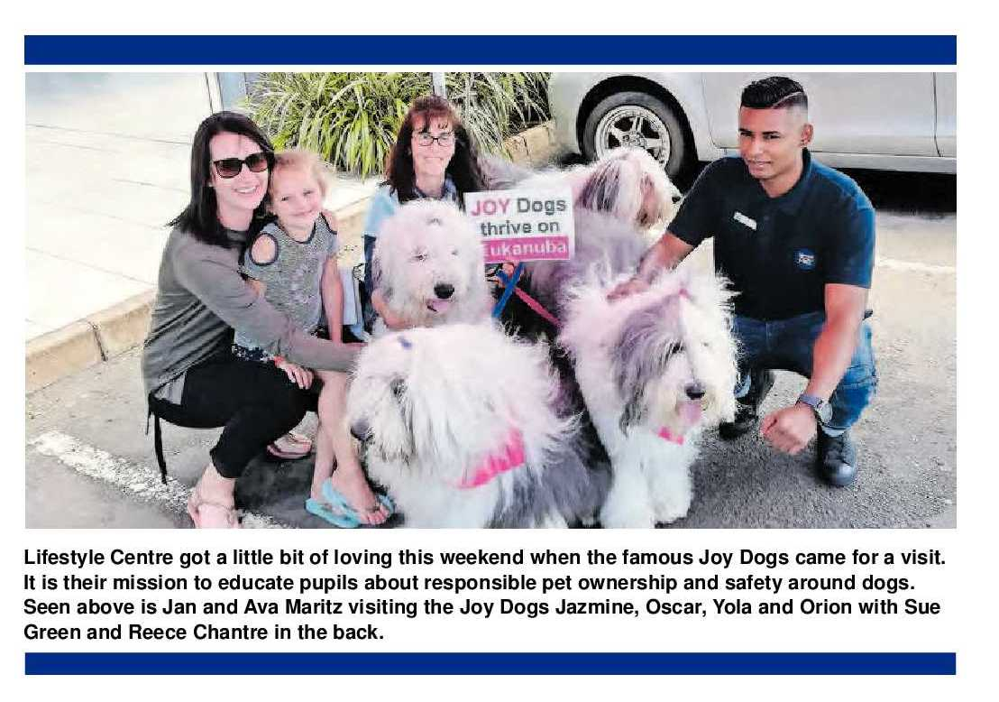 JOY Dogs
thrive on
Eukanuba
Lifestyle Centre got a little bit of loving this weekend when the famous Joy Dogs came for a visit.
It is their mission to educate pupils about responsible pet ownership and safety around dogs.
Seen above is Jan and Ava Maritz visiting the Joy Dogs Jazmine, Oscar, Yola and Orion with Sue
Green and Reece Chantre in the back.